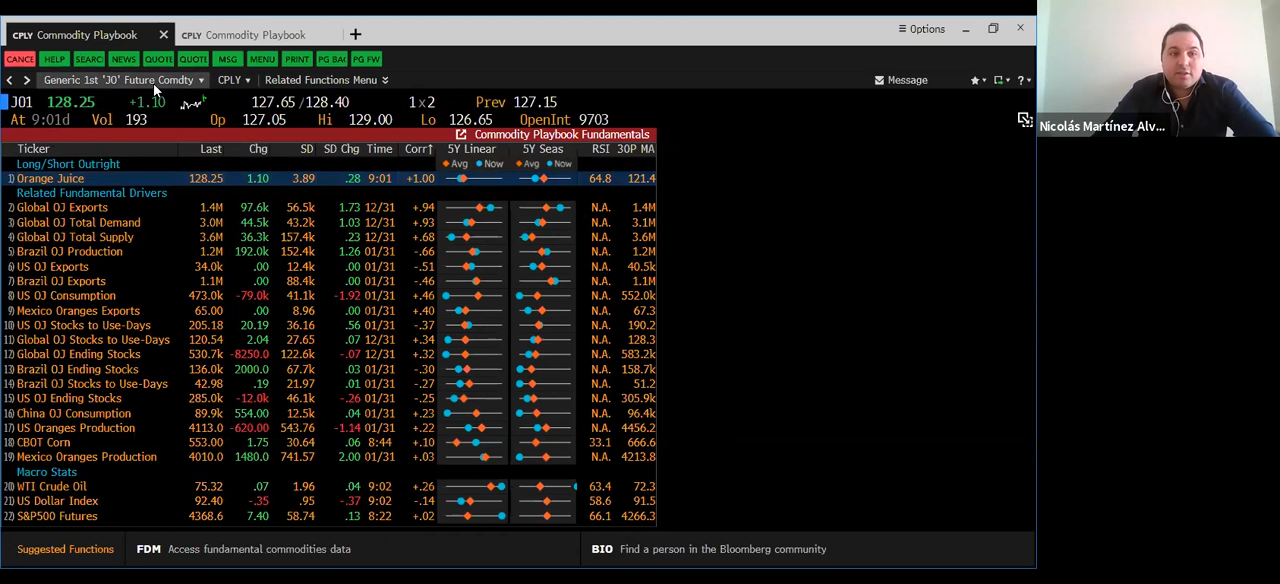 CPLY Commodity Playbook × CPLY Commodity Playbook + Options
CANCE HELP SEARC NEWS QUOTE QUOTE MSG MENU PRINT PG BAC PG FW
Generic 1st 'JO' Future Comdty CPLY Related Functions Menu Message
JO1 128.25 +1.10 127.65/128.40 1×2 Prev 127.15
At 9:01d Vol 193 Op 127.05 Hi 129.00 Lo 126.65 OpenInt 9703
Commodity Playbook Fundamentals
Ticker Last Chg SD SD Chg Time Corr↑ 5Y Linear 5Y Seas RSI 30P MA
Long/Short Outright Avg Now Avg Now
1) Orange Juice 128.25 1.10 3.89 .28 9:01 +1.00 64.8 121.4
Related Fundamental Drivers
2) Global OJ Exports 1.4M 97.6k 56.5k 1.73 12/31 +.94 N.A. 1.4M
3) Global OJ Total Demand 3.0M 44.5k 43.2k 1.03 12/31 +.93 N.A. 3.1M
4) Global OJ Total Supply 3.6M 36.3k 157.4k .23 12/31 +.68 N.A. 3.6M
5) Brazil OJ Production 1.2M 192.0k 152.4k 1.26 01/31 -.66 N.A. 1.2M
6) US OJ Exports 34.0k .00 12.4k .00 01/31 -.51 N.A. 40.5k
7) Brazil OJ Exports 1.1M .00 88.4k .00 01/31 -.46 N.A. 1.1M
8) US OJ Consumption 473.0k -79.0k 41.1k -1.92 01/31 +.46 N.A. 552.0k
9) Mexico Oranges Exports 65.00 .00 8.96 .00 01/31 +.40 N.A. 67.3
10) US OJ Stocks to Use-Days 205.18 20.19 36.16 .56 01/31 -.37 N.A. 190.2
11) Global OJ Stocks to Use-Days 120.54 2.04 27.65 .07 12/31 +.34 N.A. 128.3
12) Global OJ Ending Stocks 530.7k -8250.0 122.6k -.07 12/31 +.32 N.A. 583.2k
13) Brazil OJ Ending Stocks 136.0k 2000.0 67.7k .03 01/31 -.30 N.A. 158.7k
14) Brazil OJ Stocks to Use-Days 42.98 .19 21.97 .01 01/31 -.27 N.A. 51.2
15) US OJ Ending Stocks 285.0k -12.0k 46.1k -.26 01/31 -.25 N.A. 305.9k
16) China OJ Consumption 89.9k 554.00 12.5k .04 01/31 +.23 N.A. 96.4k
17) US Oranges Production 4113.0 -620.00 543.76 -1.14 01/31 +.22 N.A. 4456.2
18) CBOT Corn 553.00 1.75 30.64 .06 8:44 +.10 33.1 666.6
19) Mexico Oranges Production 4010.0 1480.0 741.57 2.00 01/31 +.03 N.A. 4213.8
Macro Stats
20) WTI Crude Oil 75.32 .07 1.96 .04 9:02 +.26 63.4 72.3
21) US Dollar Index 92.40 -.35 .95 -.37 9:02 -.14 58.6 91.5
22) S&P500 Futures 4368.6 7.40 58.74 .13 8:22 +.02 66.1 4266.3
Suggested Functions FDM Access fundamental commodities data BIO Find a person in the Bloomberg community
Nicolás Martínez Alv...